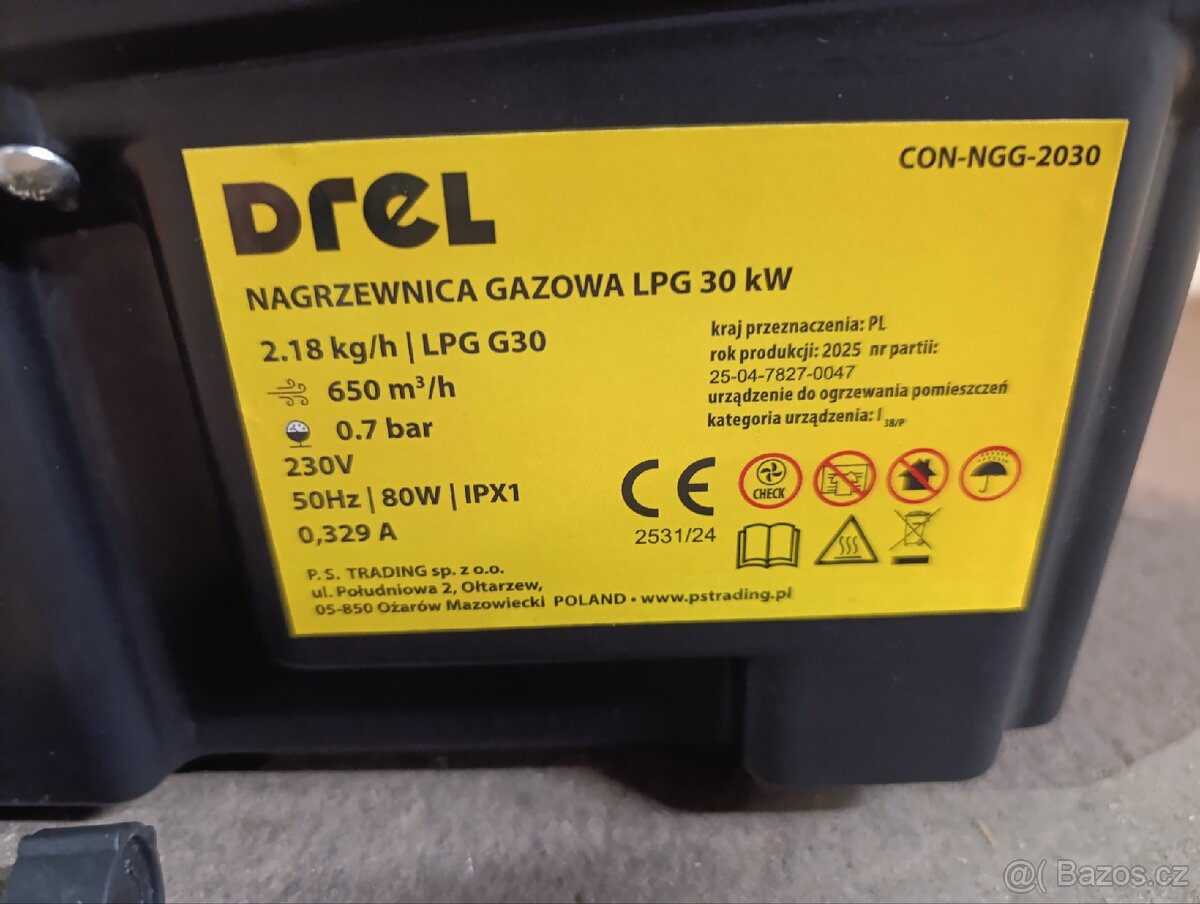 CON-NGG-2030
Drel
NAGRZEWNICA GAZOWA LPG 30 kW
2.18 kg/h | LPG G30
650 m³/h
0.7 bar
230V
50Hz | 80W | IPX1
0,329 A
kraj przeznaczenia: PL
rok produkcji: 2025 nr partii:
25-04-7827-0047
urządzenie do ogrzewania pomieszczeń
kategoria urządzenia: I 3B/P
CE
2531/24
CHECK
P.S. TRADING sp. z o.o.
ul. Południowa 2, Ołtarzew,
05-850 Ożarów Mazowiecki POLAND • www.pstrading.pl
@( Bazos.cz